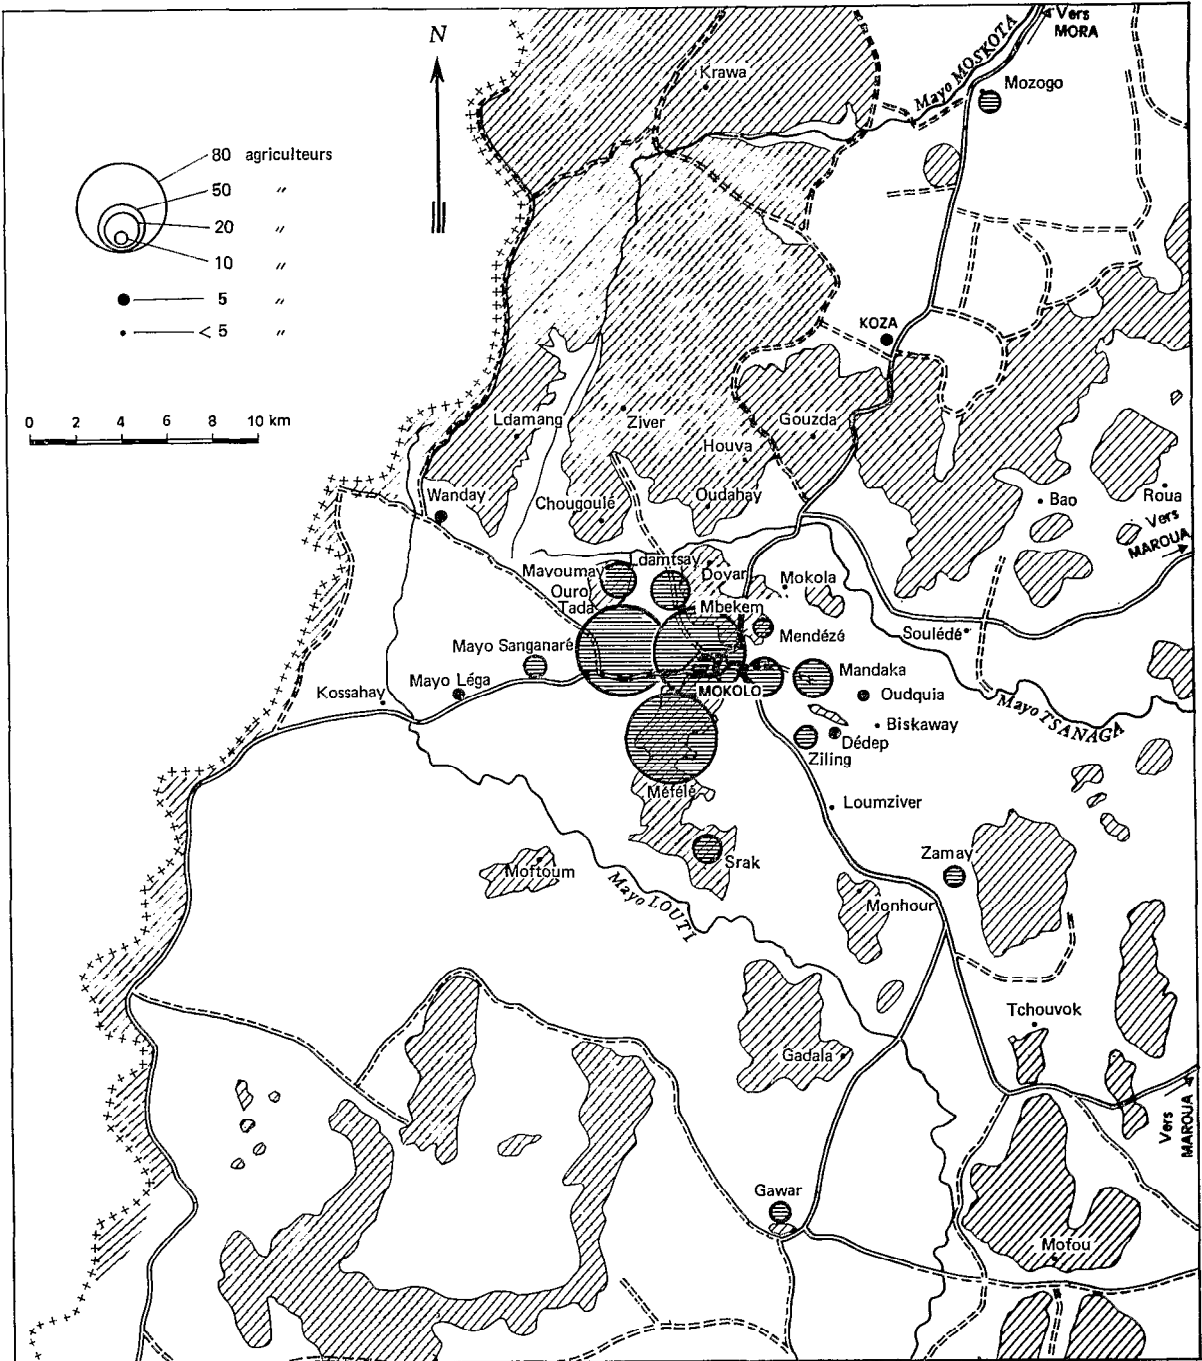 Vers
MORA
N
Mayo MOSKOTA
Krawa
Mozogo
80 agriculteurs
50 〃
20 〃
10 〃
5 〃
< 5 〃
KOZA
0 2 4 6 8 10 km
Ldamang
Ziver
Gouzda
Houva
Wanday
Chougoulé
Oudahay
Bao
Roua
Vers
MAROUA
Mavoumay
Ldamtsay
Dovar
Mokola
Ouro
Tada
Mbekem
Mendézé
Soulédé
Mayo Sanganaré
Mandaka
Kossahay
Mayo Léga
MOKOLO
Oudquia
Mayo TSANAGA
Biskaway
Dédep
Ziling
Méfélé
Loumziver
Srak
Zamay
Moftoum
Mayo LOUTI
Monhour
Tchouvok
Gadala
Vers
MAROUA
Gawar
Mofou